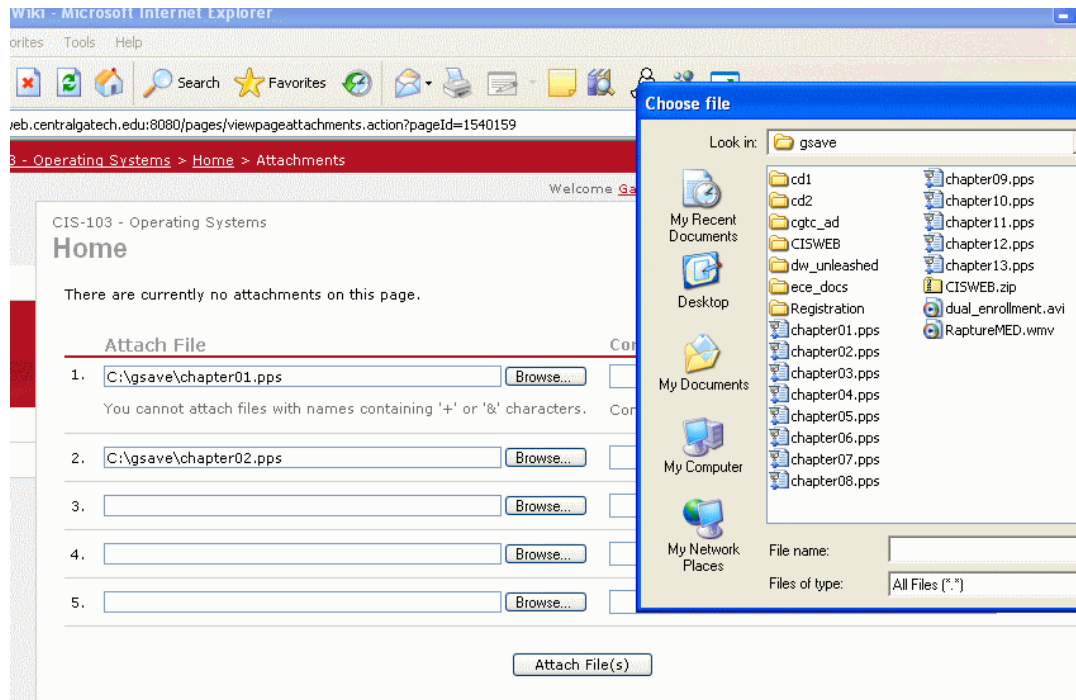 Wiki - Microsoft Internet Explorer
orites Tools Help
Search Favorites
web.centralgatech.edu:8080/pages/viewpageattachments.action?pageId=1540159
3 - Operating Systems > Home > Attachments
Welcome Ga
CIS-103 - Operating Systems
Home
There are currently no attachments on this page.
Attach File Cor
1. C:\gsave\chapter01.pps Browse...
You cannot attach files with names containing '+' or '&' characters. Cor
2. C:\gsave\chapter02.pps Browse...
3. Browse...
4. Browse...
5. Browse...
Attach File(s)
Choose file
Look in: gsave
My Recent
Documents
Desktop
My Documents
My Computer
My Network
Places
cd1
cd2
cgtc_ad
CISWEB
dw_unleashed
ece_docs
Registration
chapter01.pps
chapter02.pps
chapter03.pps
chapter04.pps
chapter05.pps
chapter06.pps
chapter07.pps
chapter08.pps
chapter09.pps
chapter10.pps
chapter11.pps
chapter12.pps
chapter13.pps
CISWEB.zip
dual_enrollment.avi
RaptureMED.wmv
File name:
Files of type: All Files (*.*)